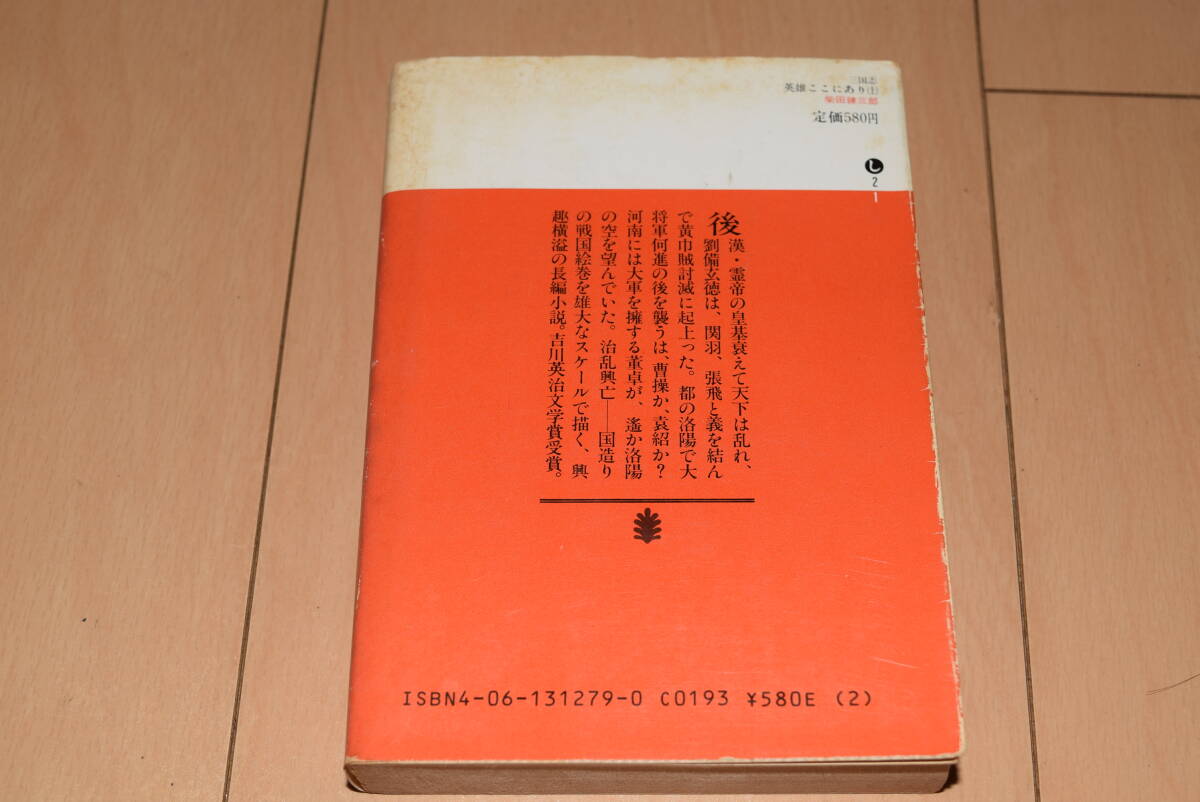 三国志
英雄ここにあり(上)
柴田錬三郎
定価580円
し
2
1
後漢・霊帝の皇基衰えて天下は乱れ、
劉備玄徳は、関羽、張飛と義を結ん
で黄巾賊討滅に起上った。都の洛陽で大
将軍何進の後を襲うは、曹操か、袁紹か?
河南には大軍を擁する董卓が、遙か洛陽
の空を望んでいた。治乱興亡――国造り
の戦国絵巻を雄大なスケールで描く、興
趣横溢の長編小説。吉川英治文学賞受賞。
ISBN4-06-131279-0 C0193 ¥580E (2)